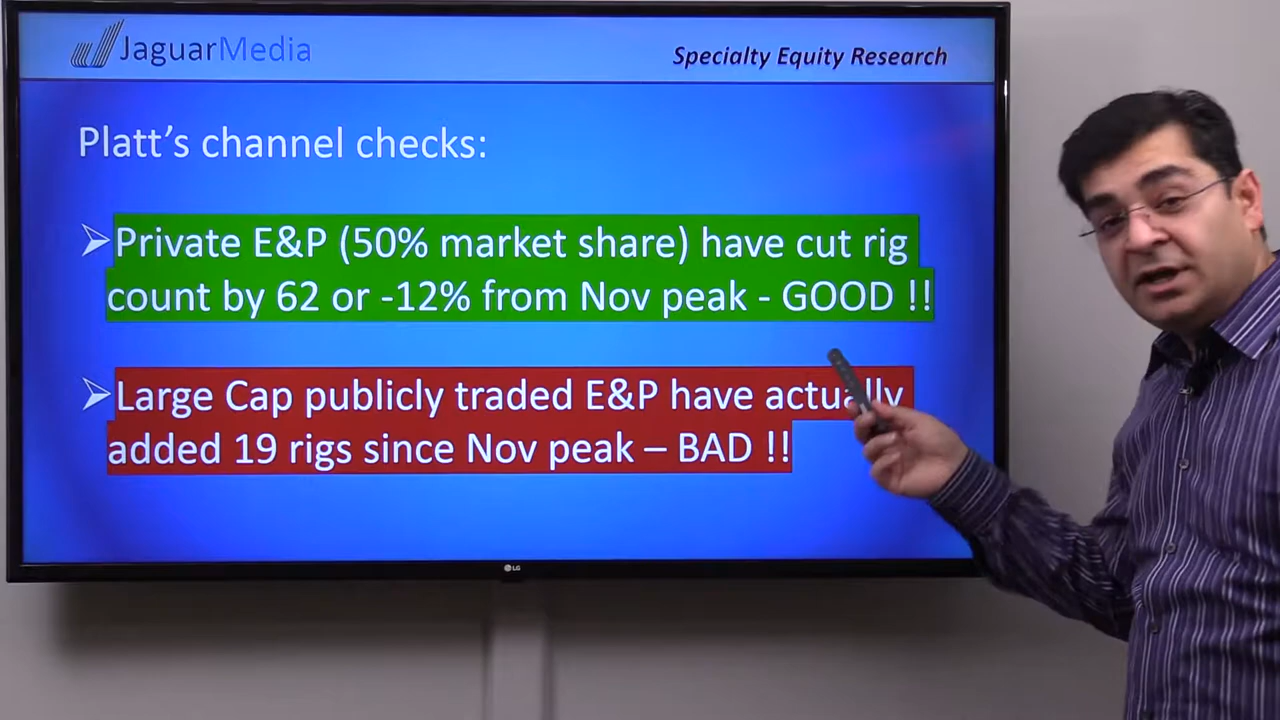 JaguarMedia
Specialty Equity Research
Platt's channel checks:
Private E&P (50% market share) have cut rig
count by 62 or -12% from Nov peak - GOOD !!
Large Cap publicly traded E&P have actually
added 19 rigs since Nov peak – BAD !!
LG